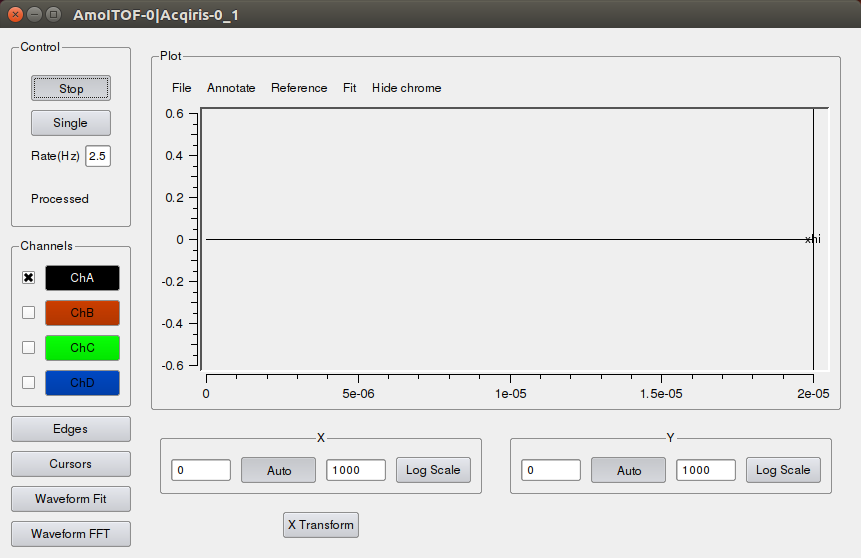 AmoITOF-0|Acqiris-0_1
Control
Stop
Single
Rate(Hz) 2.5
Processed
Channels
ChA
ChB
ChC
ChD
Edges
Cursors
Waveform Fit
Waveform FFT
Plot
File Annotate Reference Fit Hide chrome
0.6
0.4
0.2
0
-0.2
-0.4
-0.6
xhi
0 5e-06 1e-05 1.5e-05 2e-05
X
0 Auto 1000 Log Scale
Y
0 Auto 1000 Log Scale
X Transform